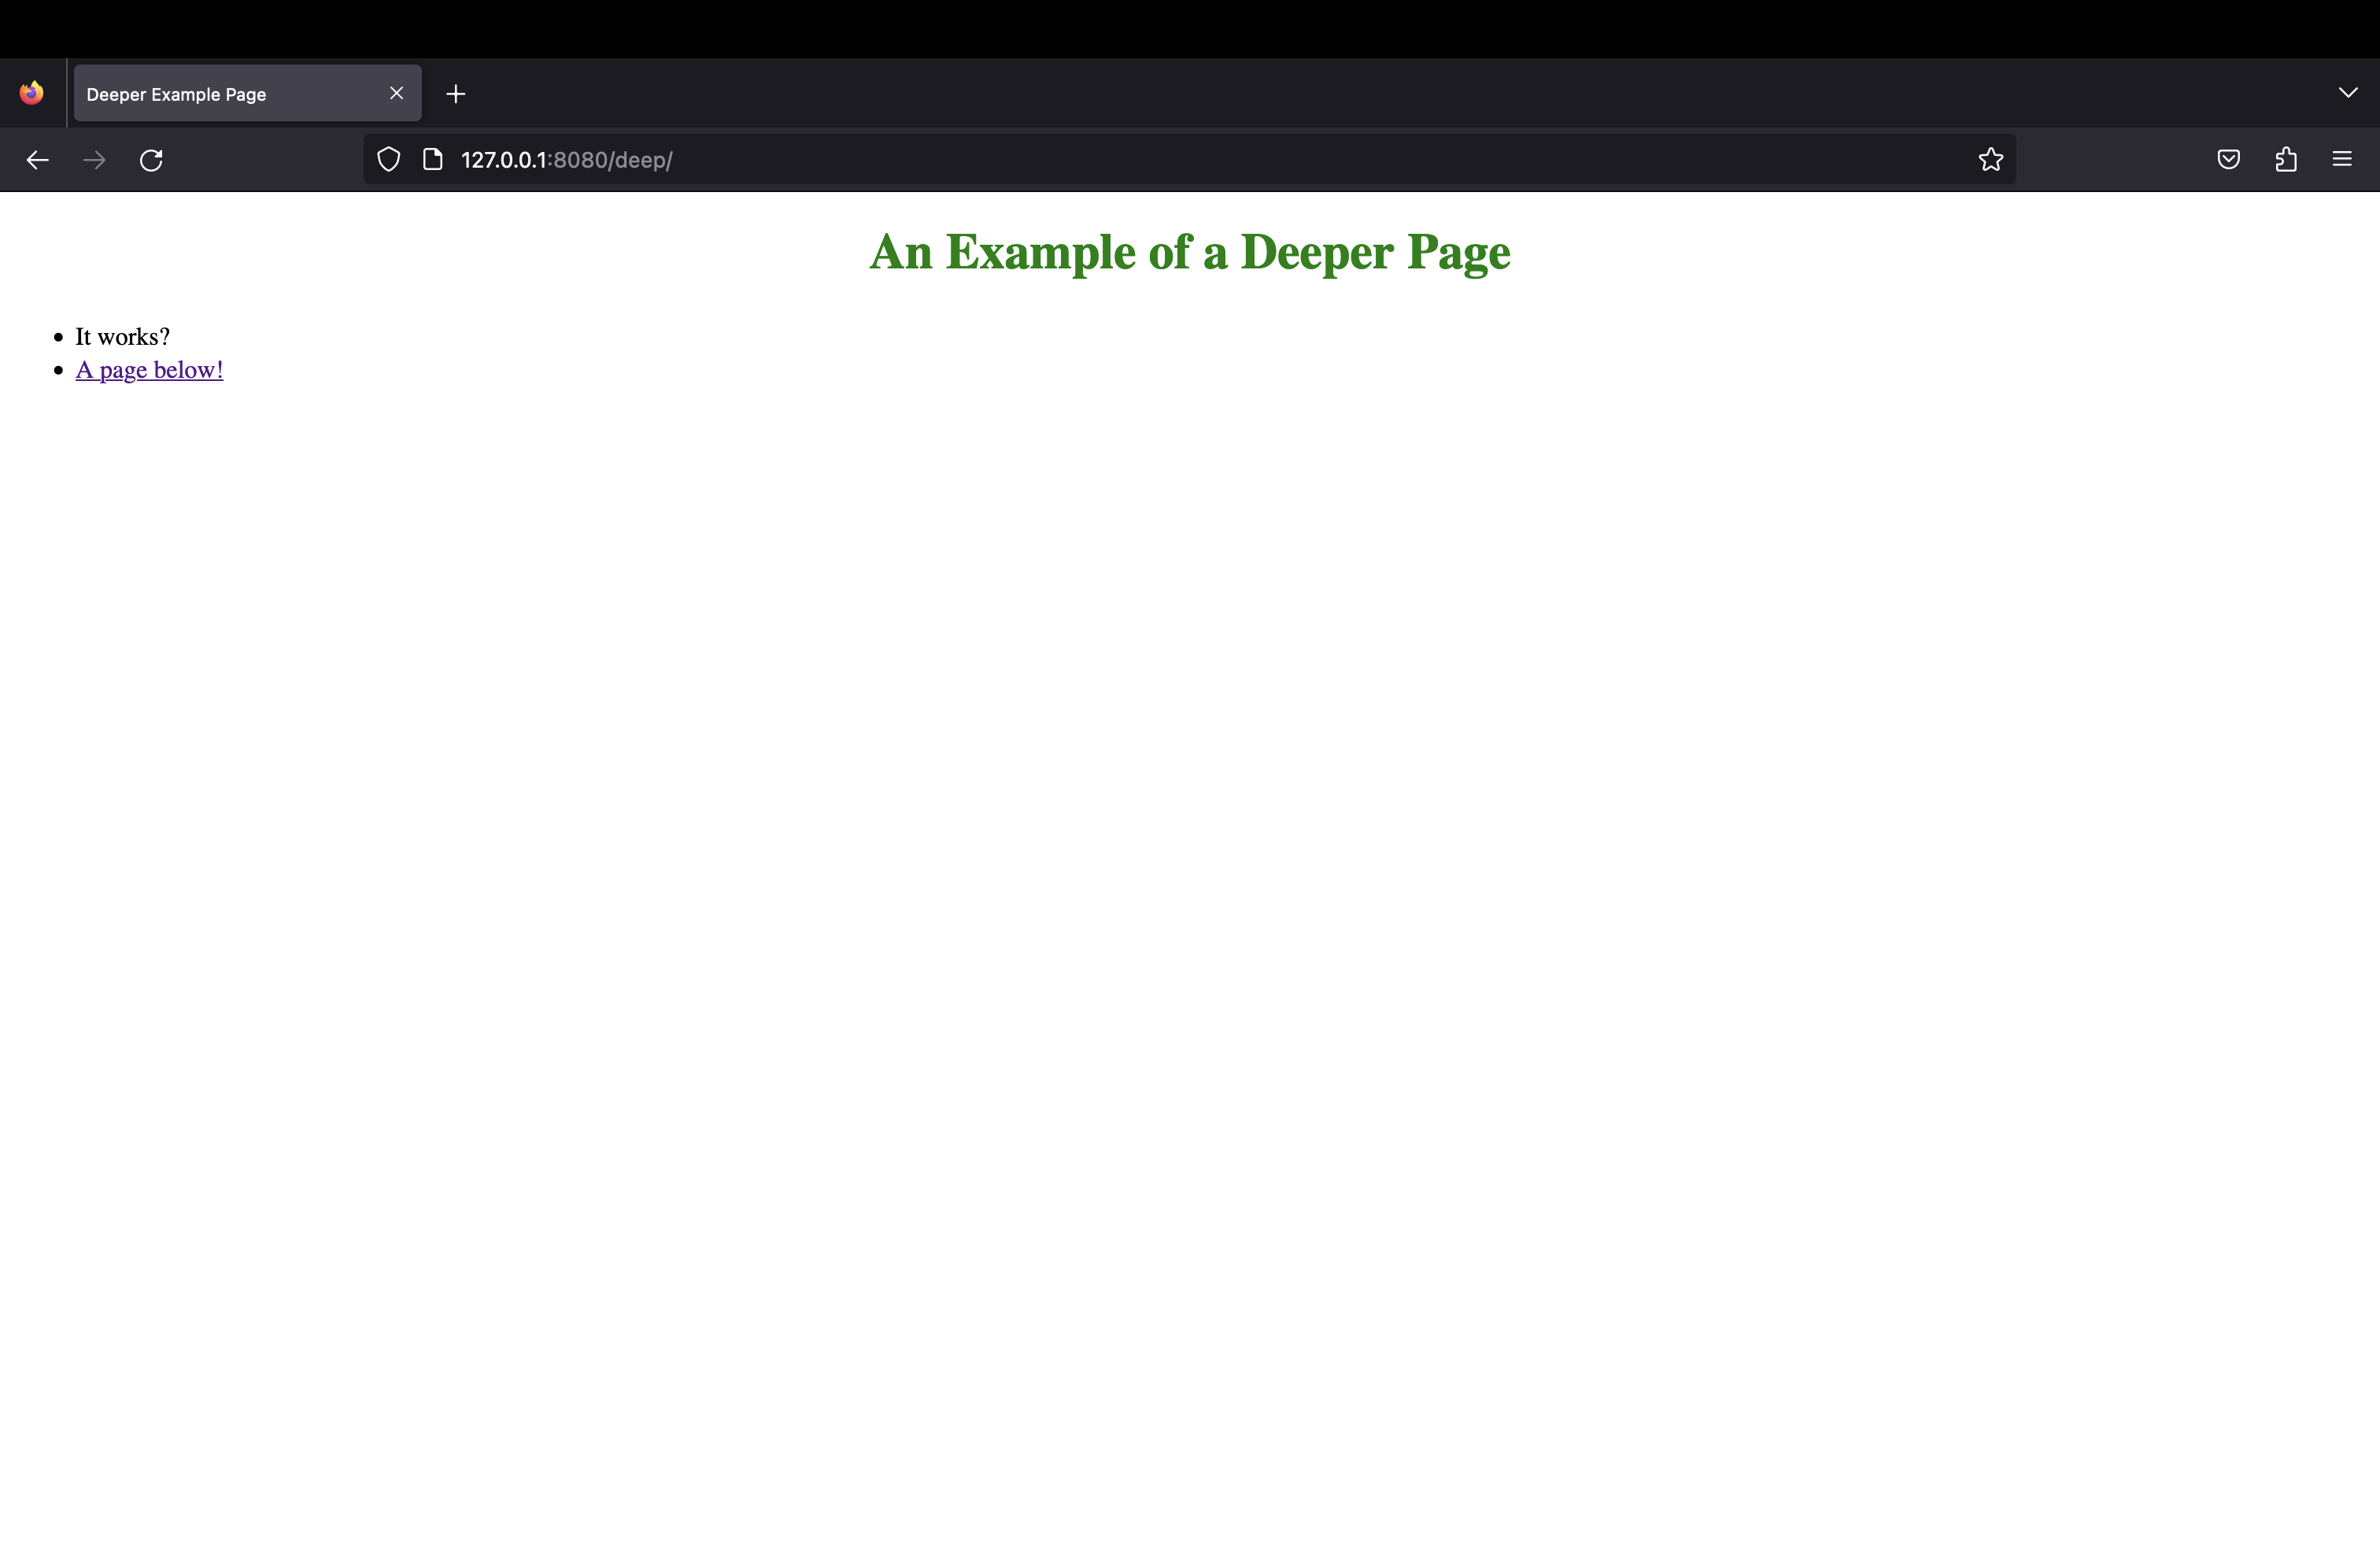 Deeper Example Page
127.0.0.1:8080/deep/
An Example of a Deeper Page
It works?
A page below!